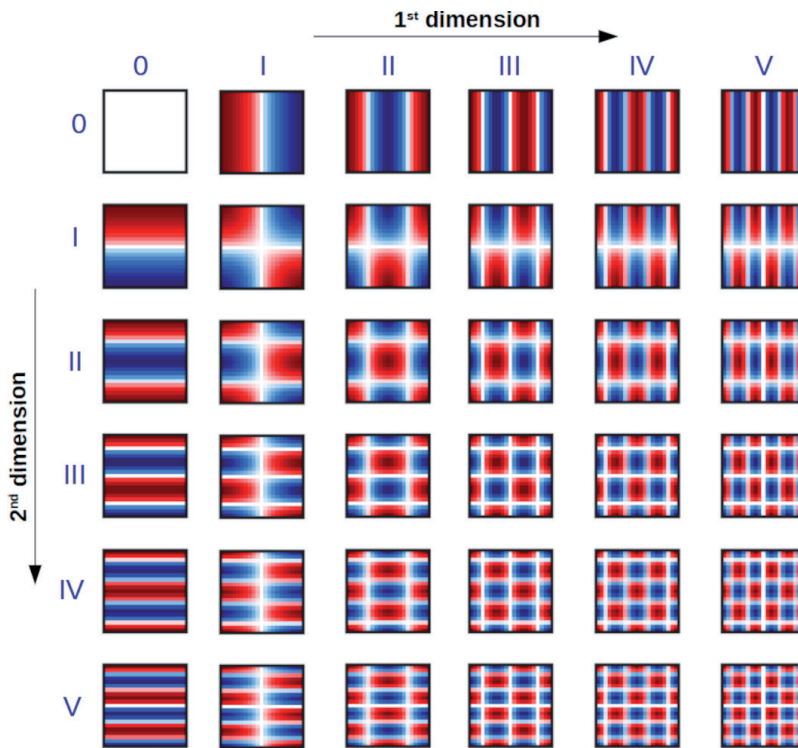 1st dimension
0 I II III IV V
0
I
II
III
IV
V
2nd dimension